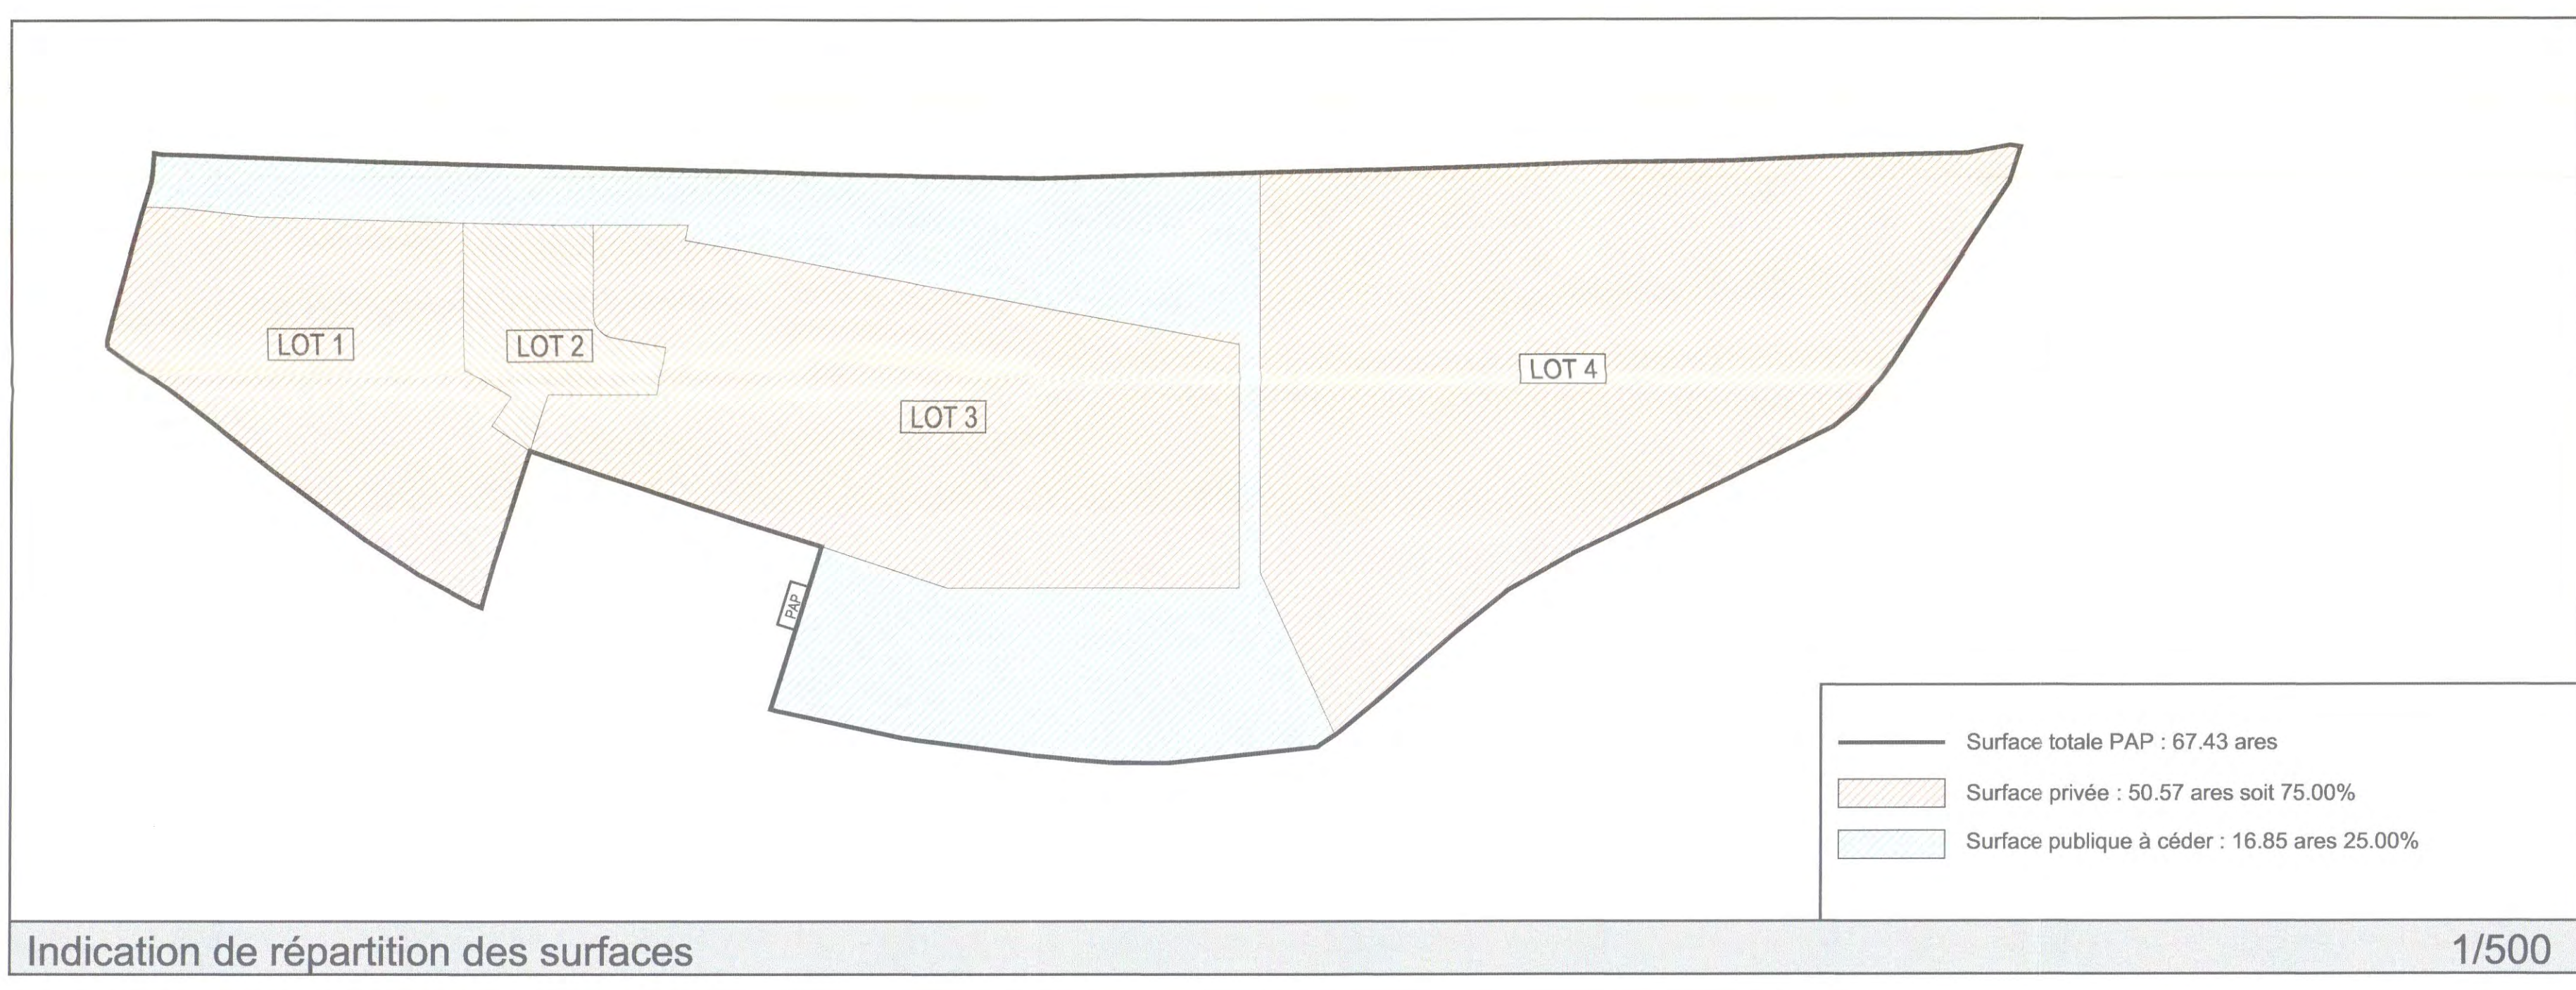 LOT 1
LOT 2
LOT 3
LOT 4
PAP
Surface totale PAP : 67.43 ares
Surface privée : 50.57 ares soit 75.00%
Surface publique à céder : 16.85 ares 25.00%
Indication de répartition des surfaces
1/500